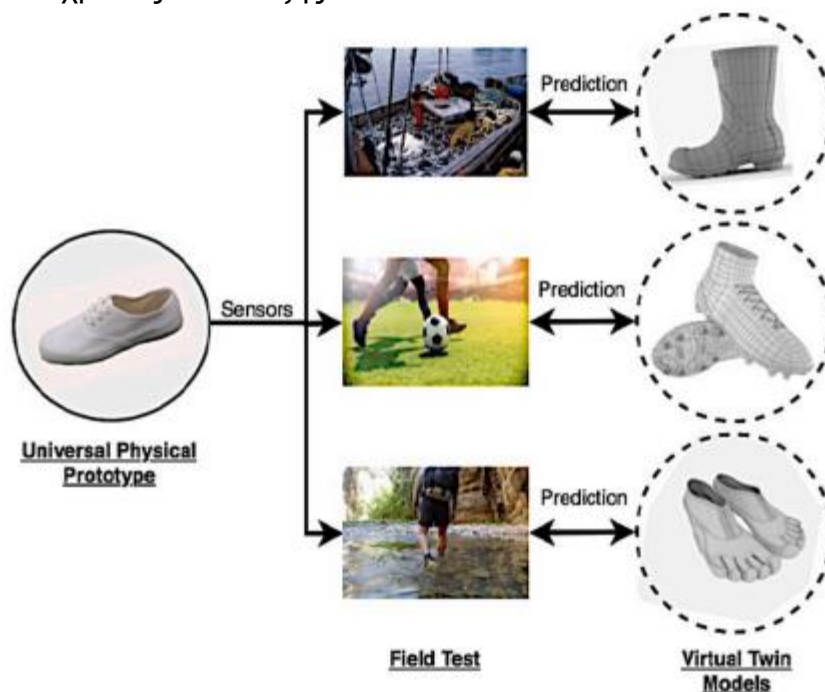 Prediction
Prediction
Sensors
Universal Physical
Prototype
Prediction
Field Test
Virtual Twin
Models